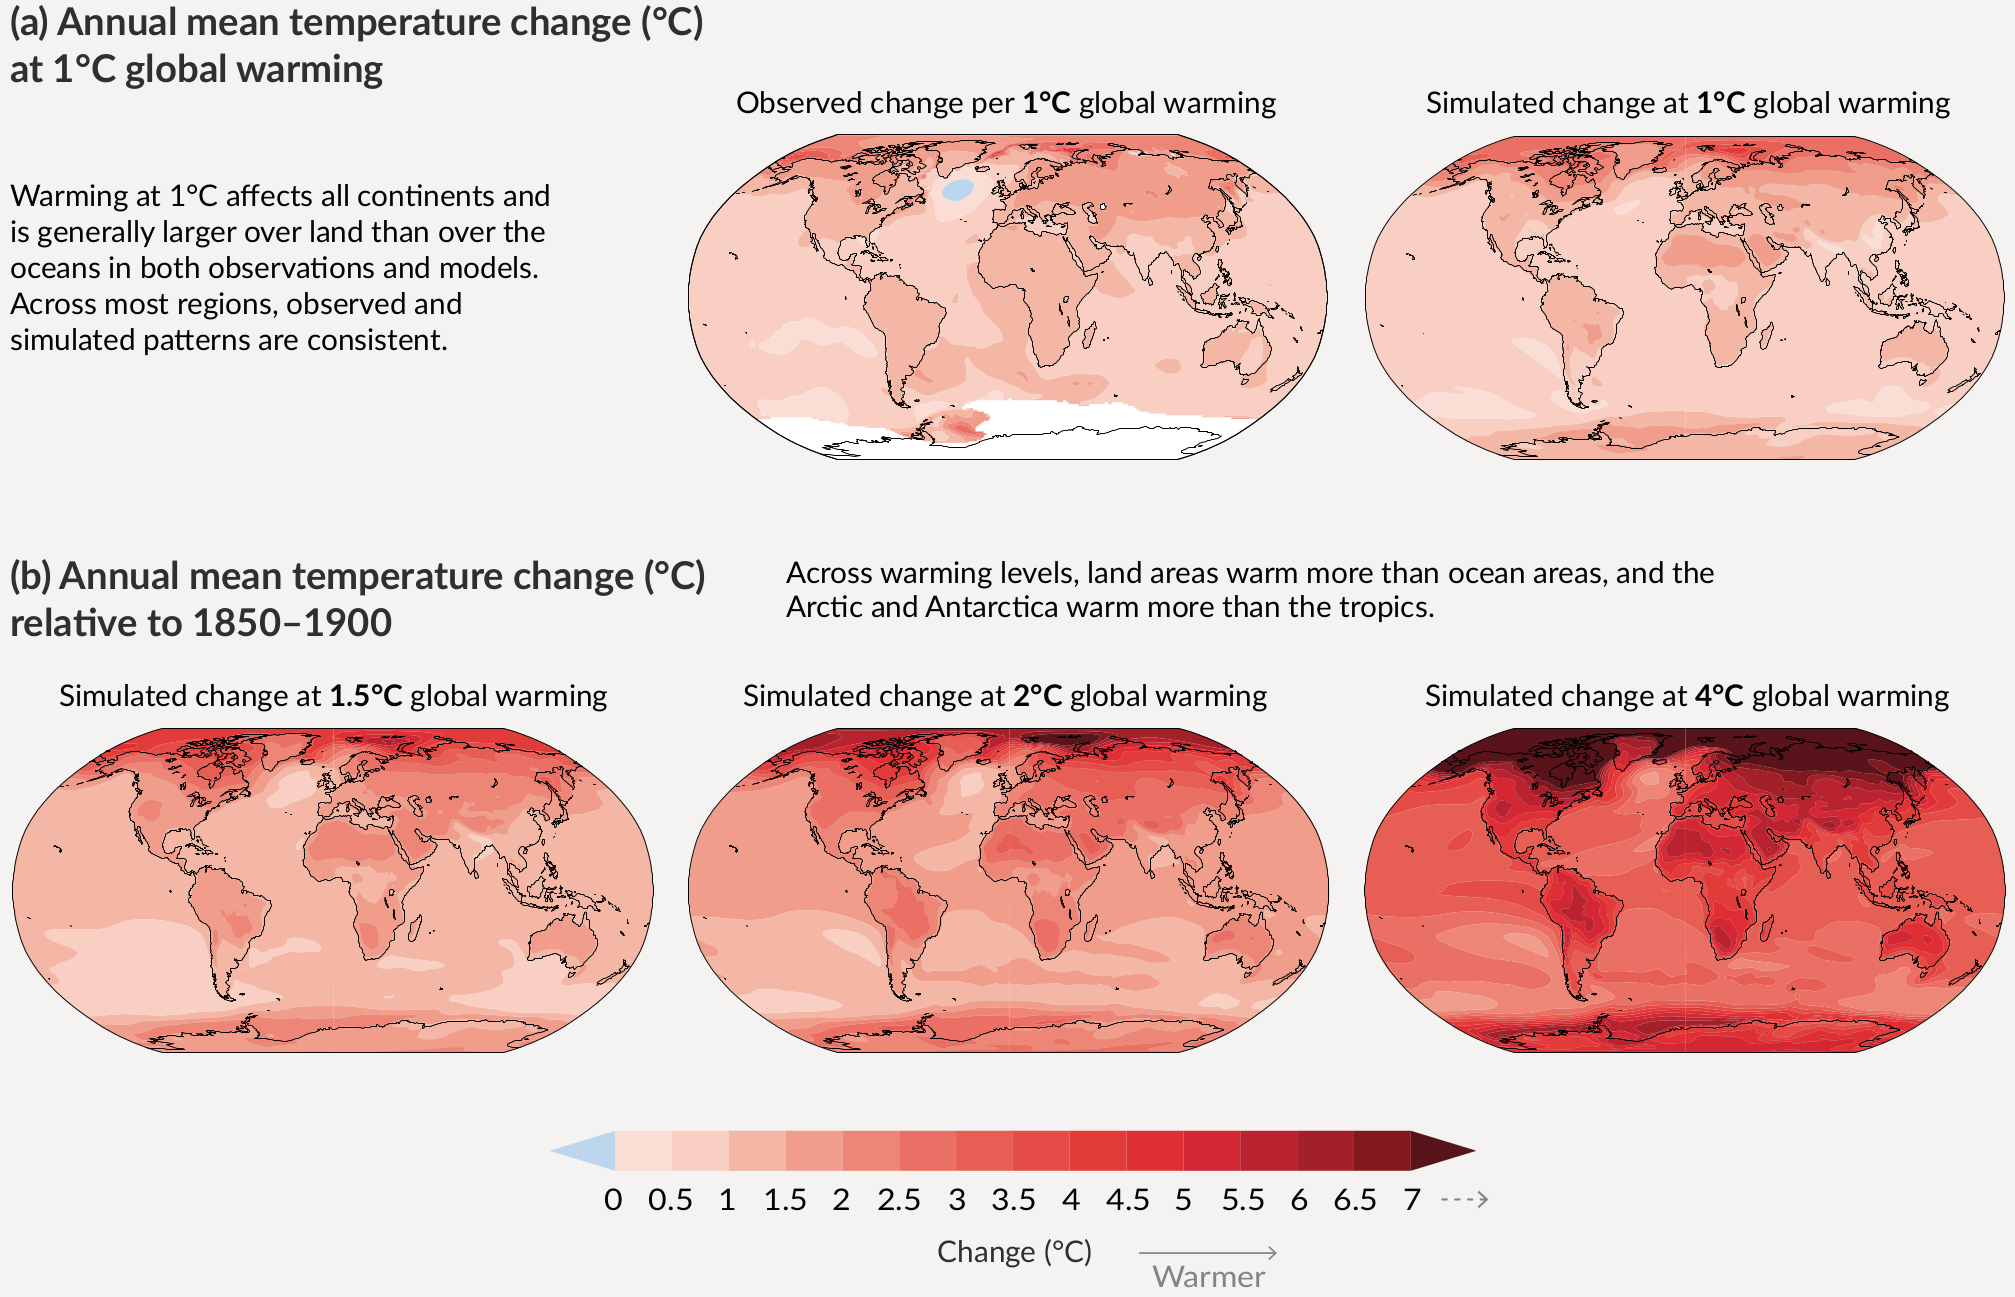 (a) Annual mean temperature change (°C)
at 1°C global warming
Observed change per 1°C global warming
Simulated change at 1°C global warming
Warming at 1°C affects all continents and
is generally larger over land than over the
oceans in both observations and models.
Across most regions, observed and
simulated patterns are consistent.
(b) Annual mean temperature change (°C)
relative to 1850–1900
Across warming levels, land areas warm more than ocean areas, and the
Arctic and Antarctica warm more than the tropics.
Simulated change at 1.5°C global warming
Simulated change at 2°C global warming
Simulated change at 4°C global warming
0 0.5 1 1.5 2 2.5 3 3.5 4 4.5 5 5.5 6 6.5 7
Change (°C)
Warmer